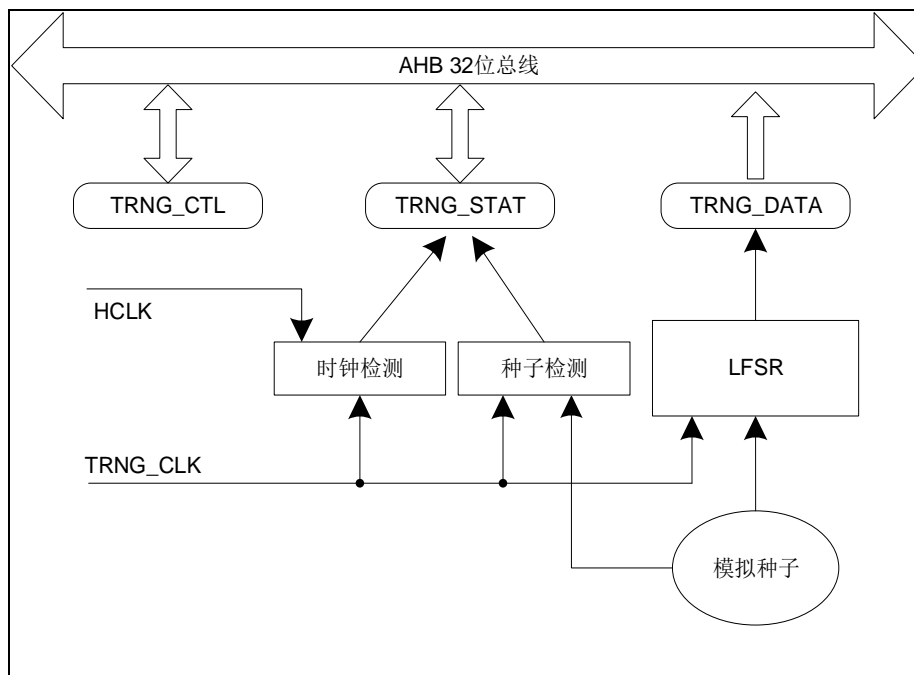 AHB 32位总线
TRNG_CTL
TRNG_STAT
TRNG_DATA
HCLK
时钟检测
种子检测
LFSR
TRNG_CLK
模拟种子